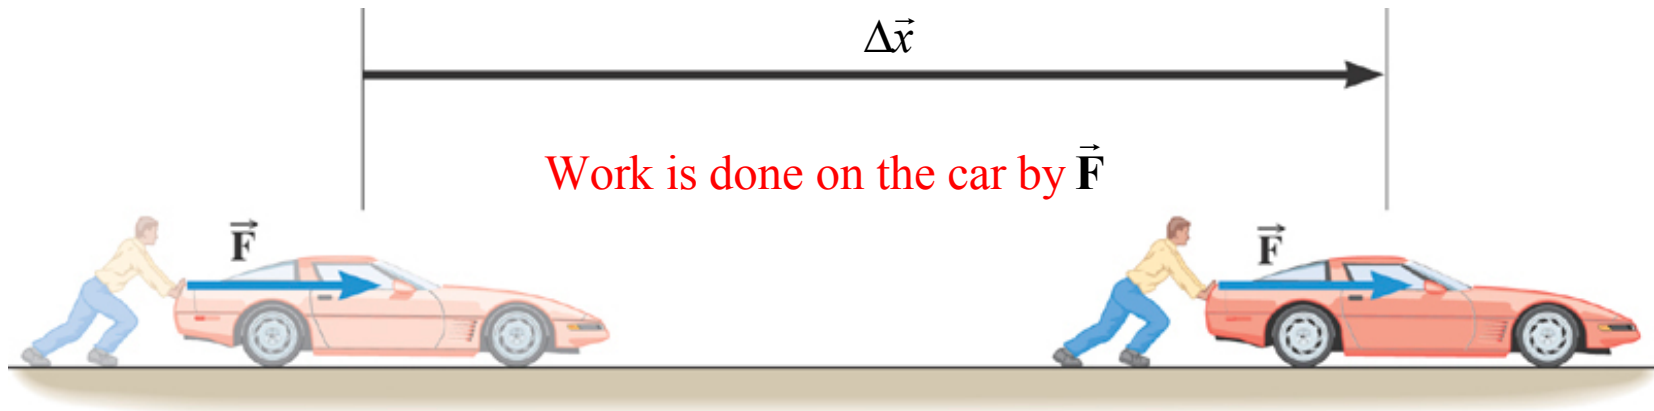 Δx⃗
Work is done on the car by F⃗
F⃗
F⃗